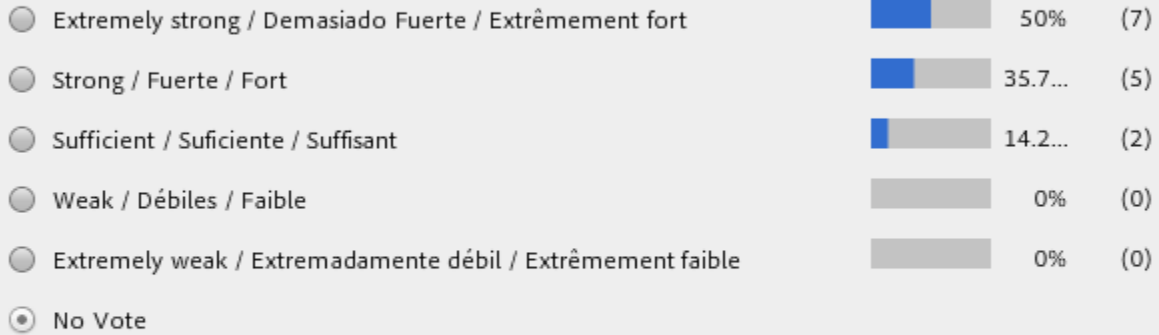 Extremely strong / Demasiado Fuerte / Extrêmement fort 50% (7)
Strong / Fuerte / Fort 35.7... (5)
Sufficient / Suficiente / Suffisant 14.2... (2)
Weak / Débiles / Faible 0% (0)
Extremely weak / Extremadamente débil / Extrêmement faible 0% (0)
No Vote